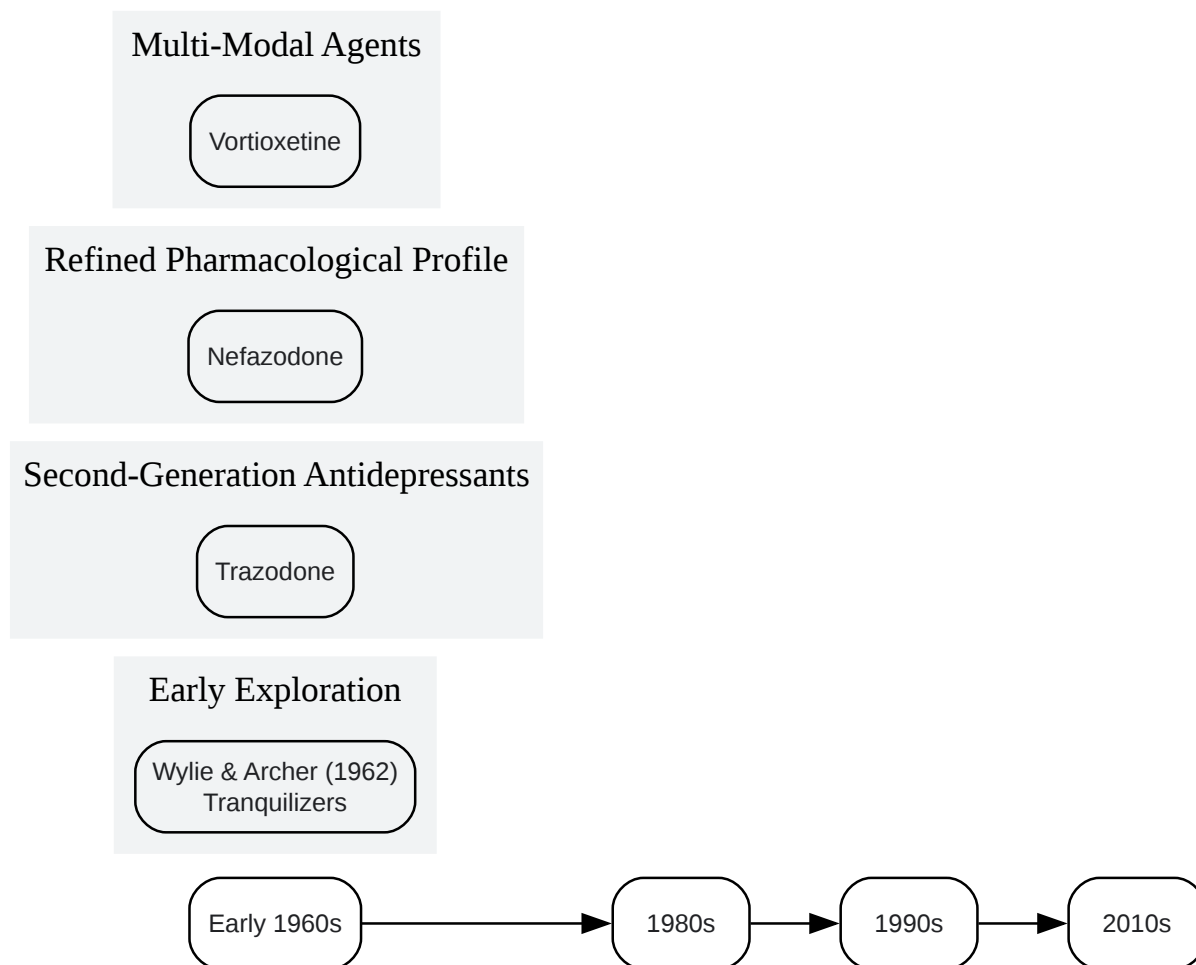 Multi-Modal Agents
Vortioxetine
Refined Pharmacological Profile
Nefazodone
Second-Generation Antidepressants
Trazodone
Early Exploration
Wylie & Archer (1962)
Tranquilizers
Early 1960s
1980s
1990s
2010s